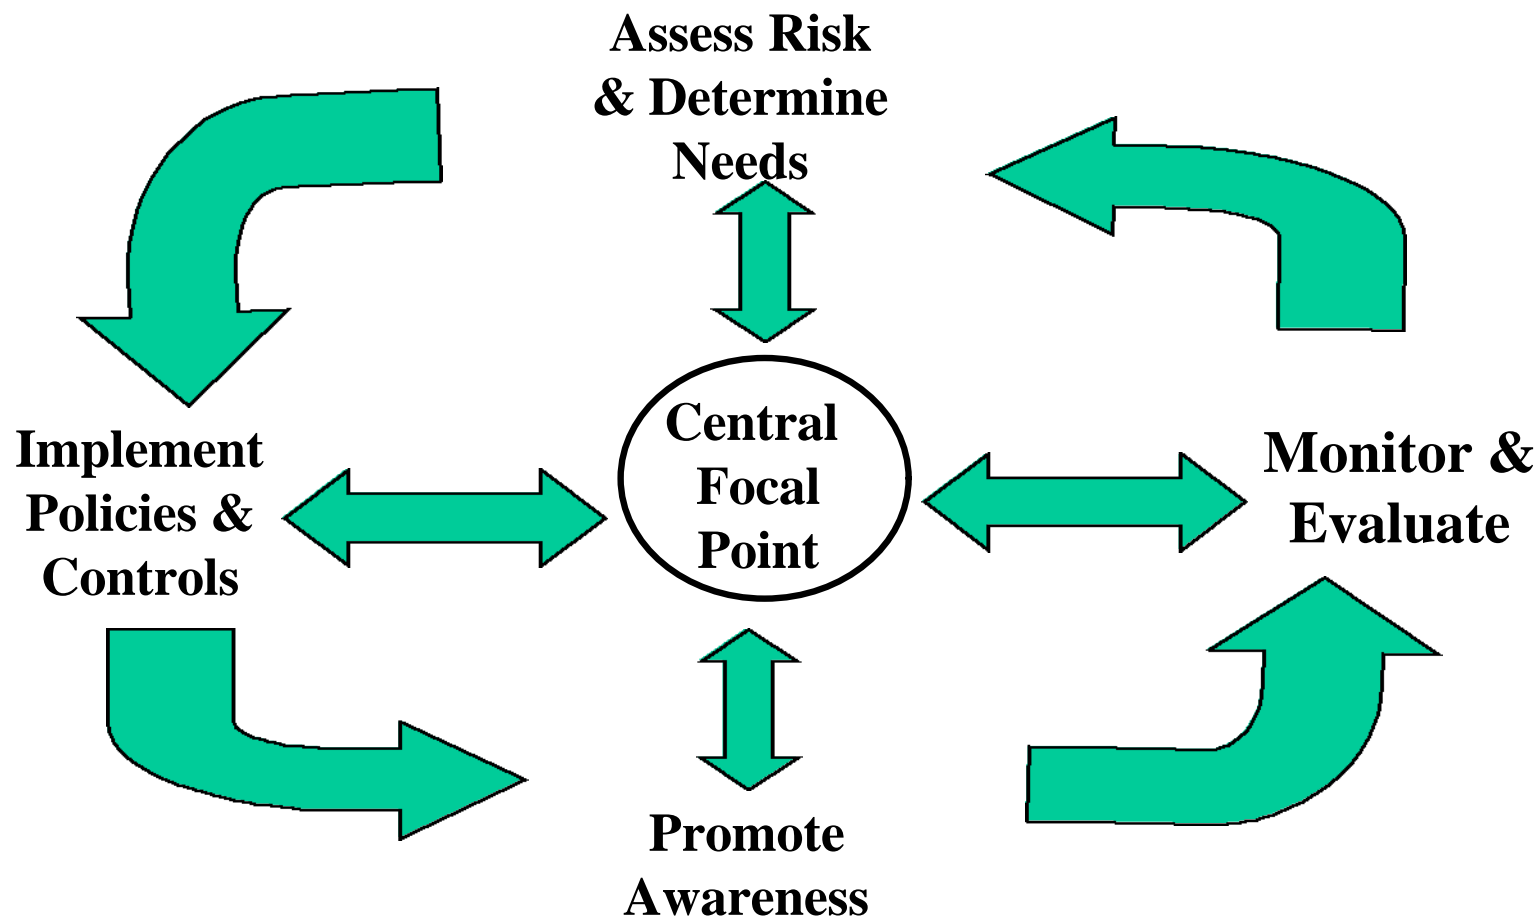 Assess Risk
& Determine
Needs
Central
Focal
Point
Implement
Policies &
Controls
Monitor &
Evaluate
Promote
Awareness